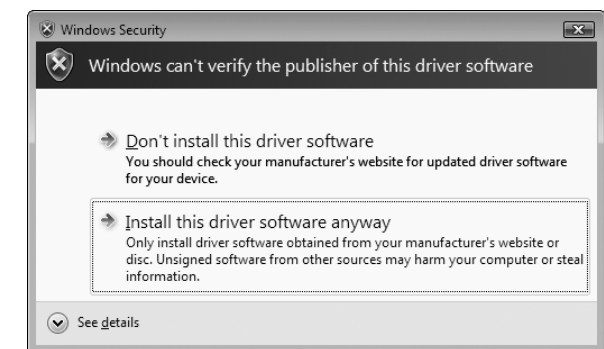 Windows Security
Windows can't verify the publisher of this driver software
Don't install this driver software
You should check your manufacturer's website for updated driver software
for your device.
Install this driver software anyway
Only install driver software obtained from your manufacturer's website or
disc. Unsigned software from other sources may harm your computer or steal
information.
See details